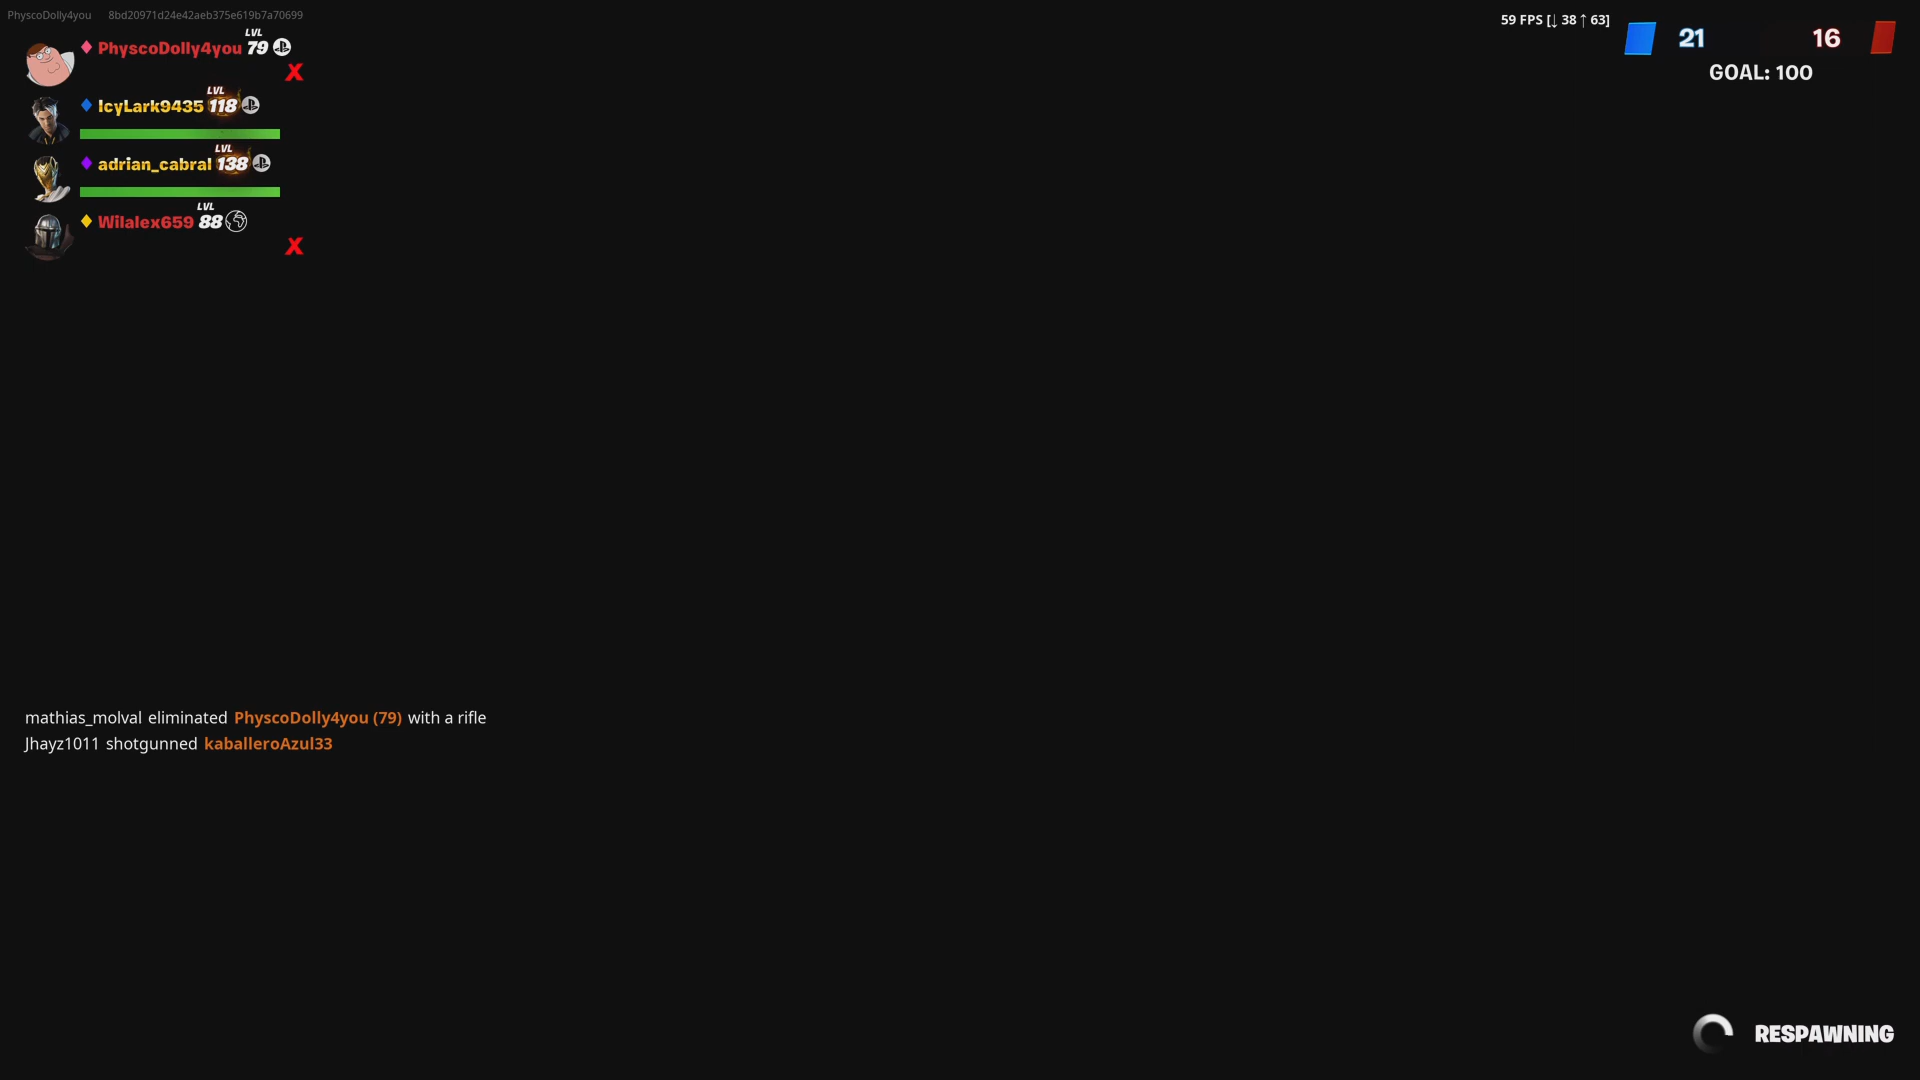 PhyscoDolly4you 8bd20971d24e42aeb375e619b7a70699
59 FPS [↓ 38 ↑ 63]
21 16
GOAL: 100
LVL
PhyscoDolly4you 79
X
LVL
IcyLark9435 118
LVL
adrian_cabral 138
LVL
Wilalex659 88
X
mathias_molval eliminated PhyscoDolly4you (79) with a rifle
Jhayz1011 shotgunned kaballeroAzul33
RESPAWNING